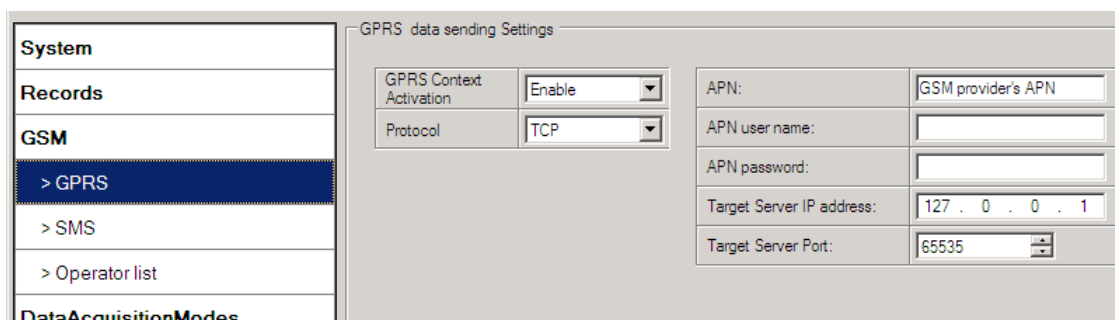 System
Records
GSM
> GPRS
> SMS
> Operator list
DataAcquisitionModes
GPRS  data sending Settings
GPRS Context
Activation
Enable
Protocol
TCP
APN:
GSM provider's APN
APN user name:
APN password:
Target Server IP address:
127 . 0 . 0 . 1
Target Server Port:
65535